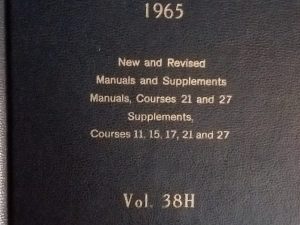 1965
New and Revised
Manuals and Supplements
Manuals, Courses 21 and 27
Supplements,
Courses 11, 15, 17, 21 and 27
Vol. 38H